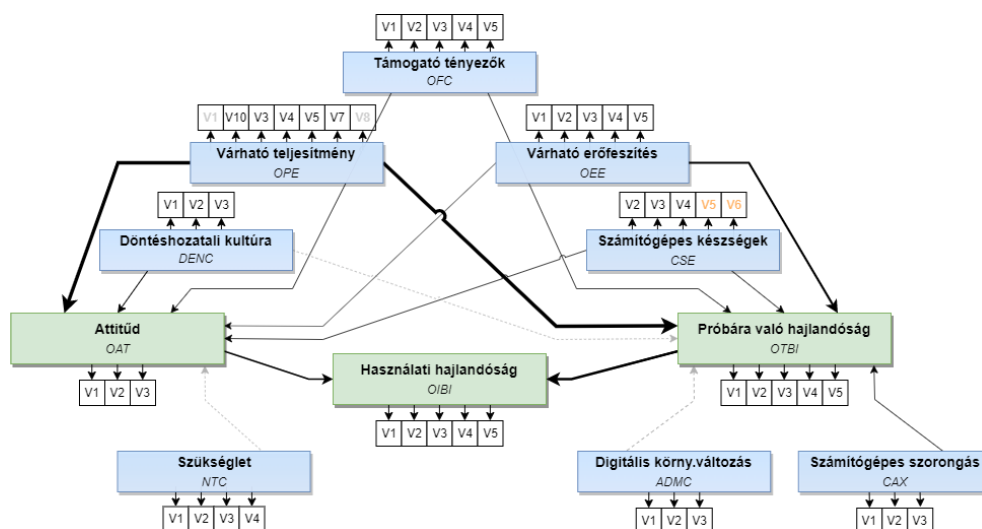 V1 V2 V3 V4 V5
Támogató tényezők
OFC
V1 V10 V3 V4 V5 V7 V8
Várható teljesítmény
OPE
V1 V2 V3 V4 V5
Várható erőfeszítés
OEE
V1 V2 V3
Döntéshozatali kultúra
DENC
V2 V3 V4 V5 V6
Számítógépes készségek
CSE
Attitűd
OAT
V1 V2 V3
Használati hajlandóság
OIBI
V1 V2 V3 V4 V5
Próbára való hajlandóság
OTBI
V1 V2 V3 V4 V5
Szükséglet
NTC
V1 V2 V3 V4
Digitális körny.változás
ADMC
V1 V2 V3
Számítógépes szorongás
CAX
V1 V2 V3